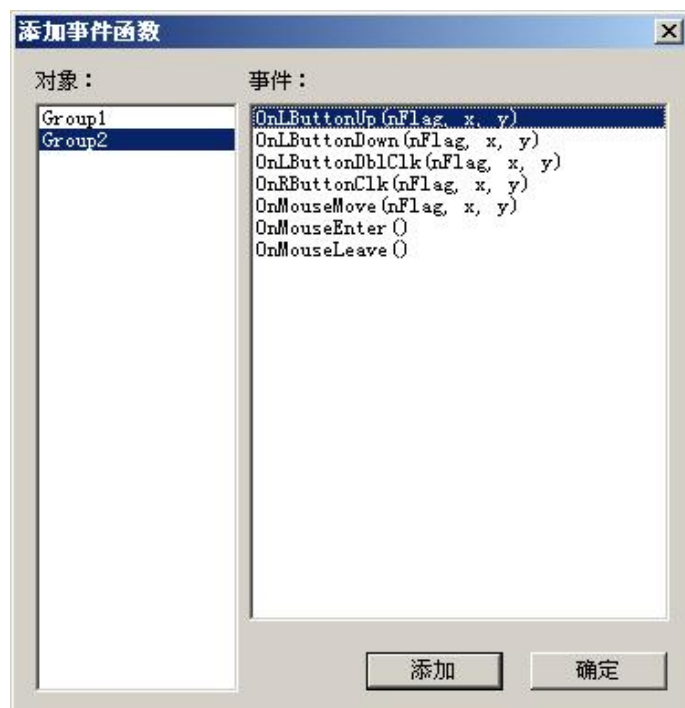 添加事件函数
对象：
事件：
Group1
Group2
OnLButtonUp(nFlag, x, y)
OnLButtonDown(nFlag, x, y)
OnLButtonDblClk(nFlag, x, y)
OnRButtonClk(nFlag, x, y)
OnMouseMove(nFlag, x, y)
OnMouseEnter()
OnMouseLeave()
添加
确定